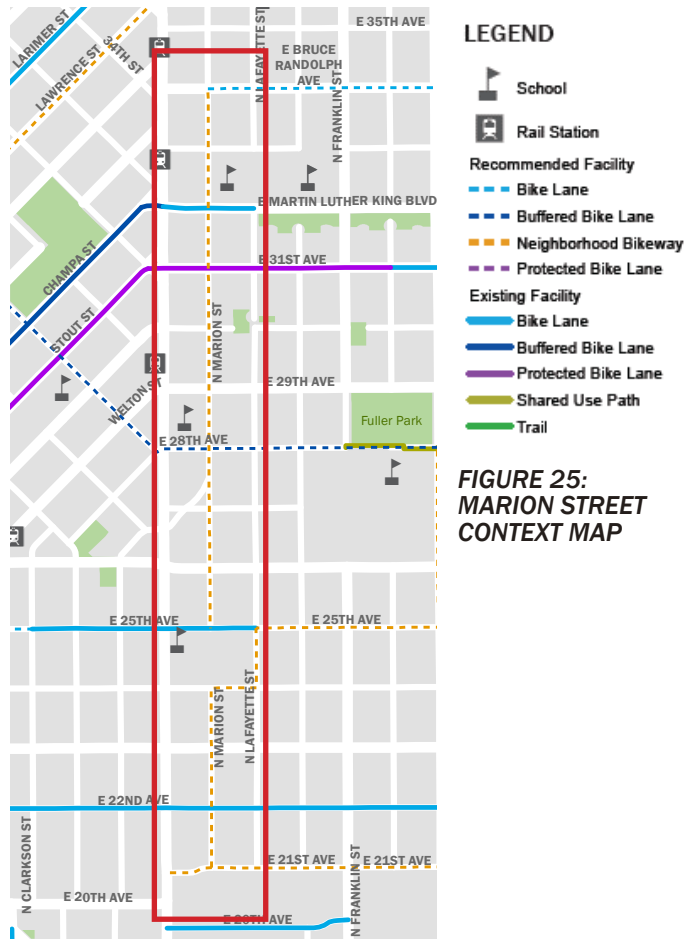 LARIMER ST
LAWRENCE ST
34TH ST
N LAFAYETTE ST
E 35TH AVE
E BRUCE
RANDOLPH
AVE
N FRANKLIN ST
E MARTIN LUTHER KING BLVD
CHAMPA ST
E 31ST AVE
STOUT ST
N MARION ST
WELTON ST
E 29TH AVE
Fuller Park
E 28TH AVE
E 25TH AVE
E 25TH AVE
N MARION ST
N LAFAYETTE ST
E 22ND AVE
N CLARKSON ST
E 21ST AVE
E 21ST AVE
N FRANKLIN ST
E 20TH AVE
E 20TH AVE
LEGEND
School
Rail Station
Recommended Facility
Bike Lane
Buffered Bike Lane
Neighborhood Bikeway
Protected Bike Lane
Existing Facility
Bike Lane
Buffered Bike Lane
Protected Bike Lane
Shared Use Path
Trail
FIGURE 25:
MARION STREET
CONTEXT MAP